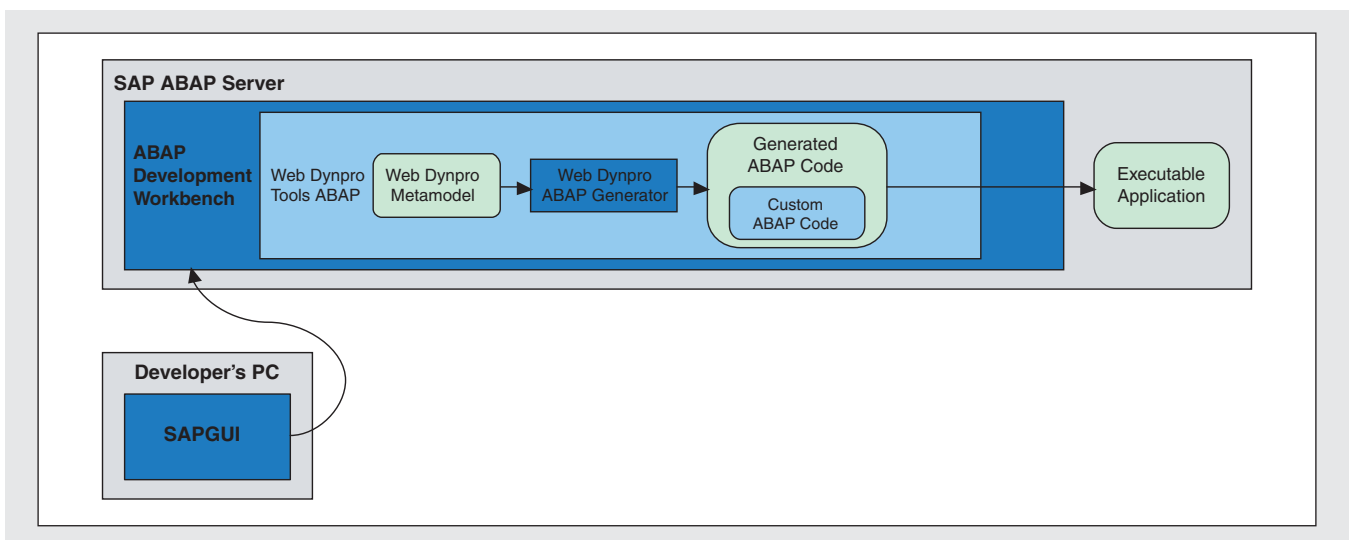 SAP ABAP Server
ABAP
Development
Workbench
Web Dynpro
Tools ABAP
Web Dynpro
Metamodel
Web Dynpro
ABAP Generator
Generated
ABAP Code
Custom
ABAP Code
Executable
Application
Developer's PC
SAPGUI